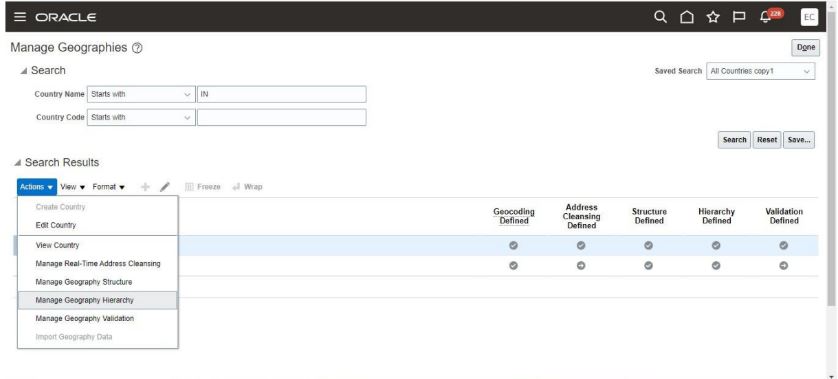 ORACLE
228
EC
Manage Geographies
Done
Search
Saved Search All Countries copy1
Country Name Starts with IN
Country Code Starts with
Search Reset Save...
Search Results
Actions View Format Freeze Wrap
Create Country
Edit Country
View Country
Manage Real-Time Address Cleansing
Manage Geography Structure
Manage Geography Hierarchy
Manage Geography Validation
Import Geography Data
Geocoding
Defined
Address
Cleansing
Defined
Structure
Defined
Hierarchy
Defined
Validation
Defined